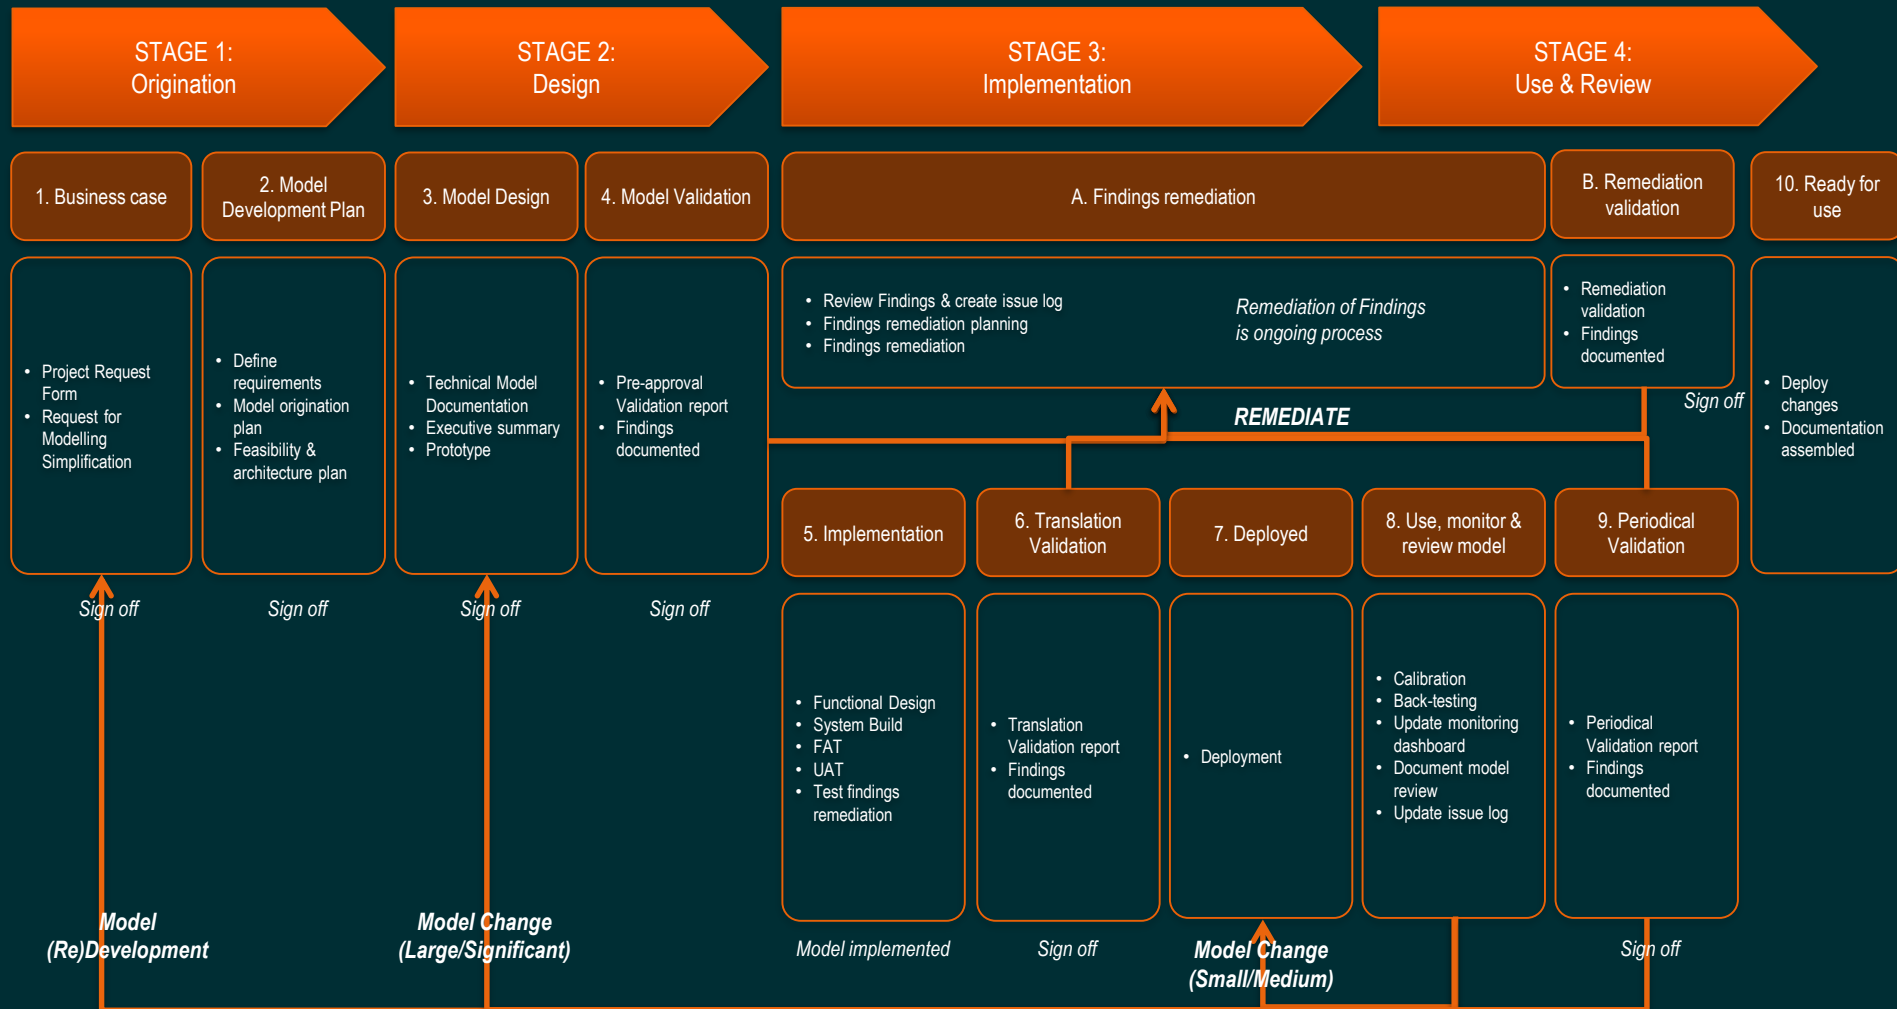 STAGE 1:
Origination
STAGE 2:
Design
STAGE 3:
Implementation
STAGE 4:
Use & Review
1. Business case
2. Model
Development Plan
3. Model Design
4. Model Validation
A. Findings remediation
B. Remediation
validation
10. Ready for
use
• Project Request
Form
• Request for
Modelling
Simplification
• Define
requirements
• Model origination
plan
• Feasibility &
architecture plan
• Technical Model
Documentation
• Executive summary
• Prototype
• Pre-approval
Validation report
• Findings
documented
• Review Findings & create issue log
• Findings remediation planning
• Findings remediation
Remediation of Findings
is ongoing process
• Remediation
validation
• Findings
documented
Sign off
• Deploy
changes
• Documentation
assembled
REMEDIATE
5. Implementation
6. Translation
Validation
7. Deployed
8. Use, monitor &
review model
9. Periodical
Validation
Sign off
Sign off
Sign off
Sign off
• Functional Design
• System Build
• FAT
• UAT
• Test findings
remediation
• Translation
Validation report
• Findings
documented
• Deployment
• Calibration
• Back-testing
• Update monitoring
dashboard
• Document model
review
• Update issue log
• Periodical
Validation report
• Findings
documented
Model
(Re)Development
Model Change
(Large/Significant)
Model implemented
Sign off
Model Change
(Small/Medium)
Sign off